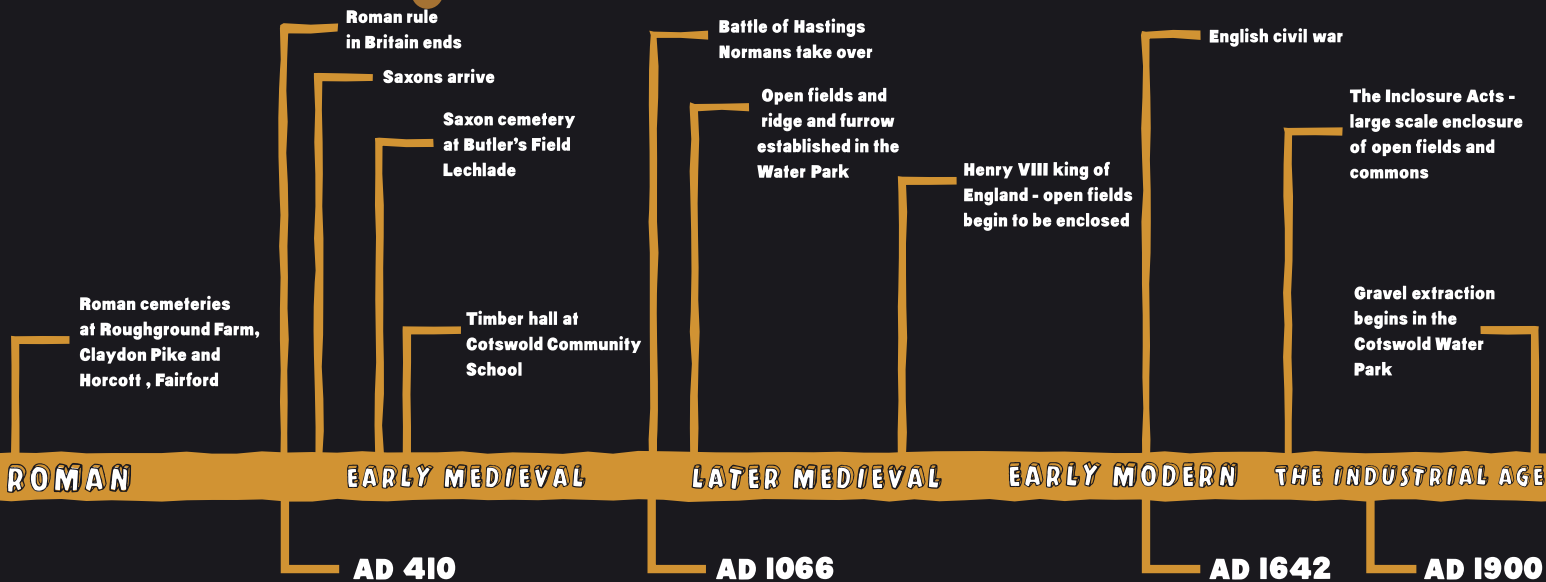 Roman rule
in Britain ends
Saxons arrive
Saxon cemetery
at Butler's Field
Lechlade
Roman cemeteries
at Roughground Farm,
Claydon Pike and
Horcott , Fairford
Timber hall at
Cotswold Community
School
Battle of Hastings
Normans take over
Open fields and
ridge and furrow
established in the
Water Park
Henry VIII king of
England - open fields
begin to be enclosed
English civil war
The Inclosure Acts -
large scale enclosure
of open fields and
commons
Gravel extraction
begins in the
Cotswold Water
Park
ROMAN
EARLY MEDIEVAL
LATER MEDIEVAL
EARLY MODERN
THE INDUSTRIAL AGE
AD 410
AD 1066
AD 1642
AD 1900